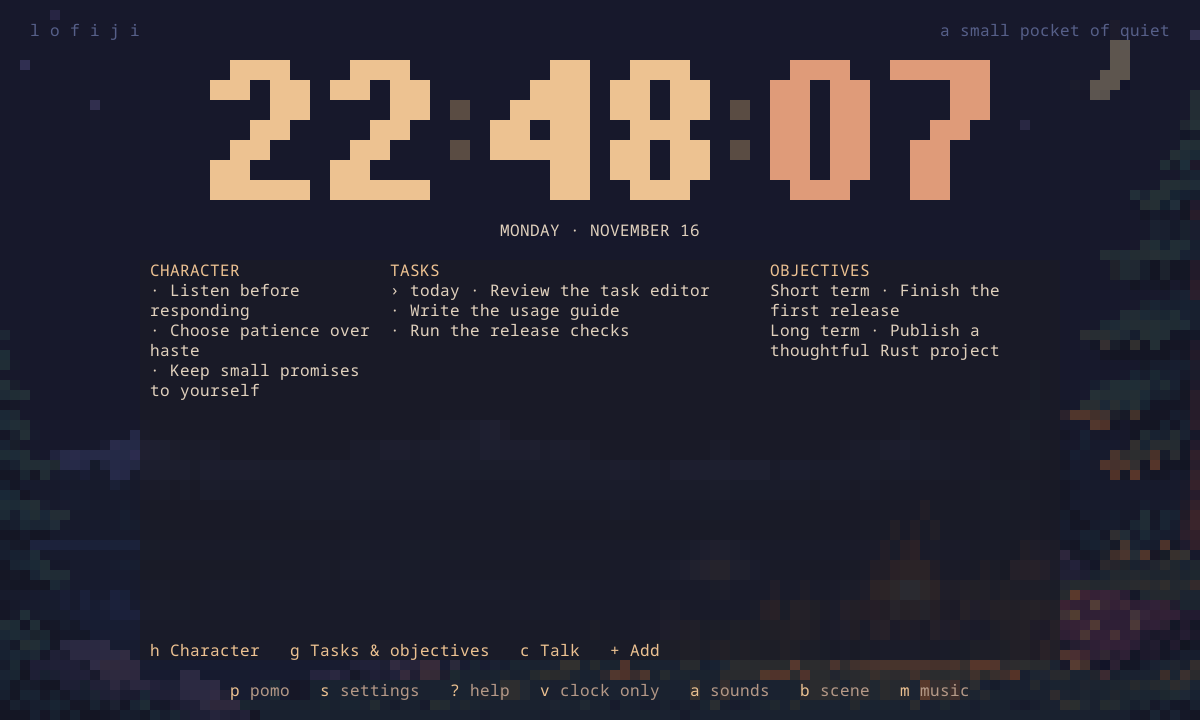 l o f i j i
a small pocket of quiet
22:48:07
MONDAY · NOVEMBER 16
CHARACTER
· Listen before
responding
· Choose patience over
haste
· Keep small promises
to yourself
TASKS
› today · Review the task editor
· Write the usage guide
· Run the release checks
OBJECTIVES
Short term · Finish the
first release
Long term · Publish a
thoughtful Rust project
h Character g Tasks & objectives c Talk + Add
p pomo s settings ? help v clock only a sounds b scene m music